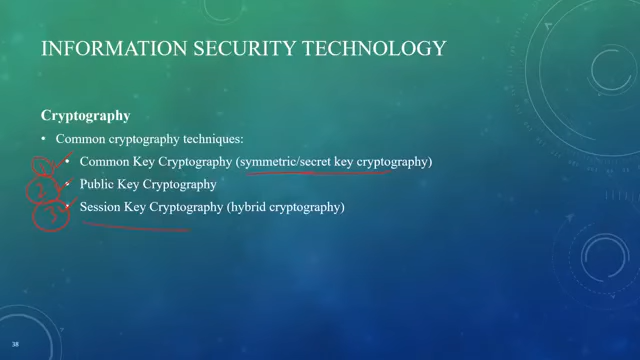 INFORMATION SECURITY TECHNOLOGY
Cryptography
• Common cryptography techniques:
1 • Common Key Cryptography (symmetric/secret key cryptography)
2 • Public Key Cryptography
3 • Session Key Cryptography (hybrid cryptography)
38